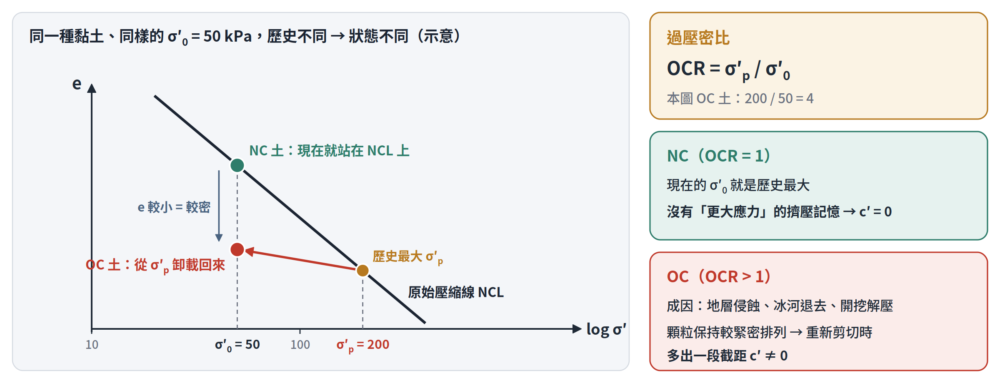 同一種黏土、同樣的 σ′0 = 50 kPa，歷史不同 → 狀態不同（示意）
e
NC 土：現在就站在 NCL 上
e 較小 = 較密
OC 土：從 σ′p 卸載回來
歷史最大 σ′p
原始壓縮線 NCL
log σ′
10
σ′0 = 50
100
σ′p = 200
過壓密比
OCR = σ′p / σ′0
本圖 OC 土：200 / 50 = 4
NC（OCR = 1）
現在的 σ′0 就是歷史最大
沒有「更大應力」的擠壓記憶 → c′ = 0
OC（OCR > 1）
成因：地層侵蝕、冰河退去、開挖解壓
顆粒保持較緊密排列 → 重新剪切時
多出一段截距 c′ ≠ 0